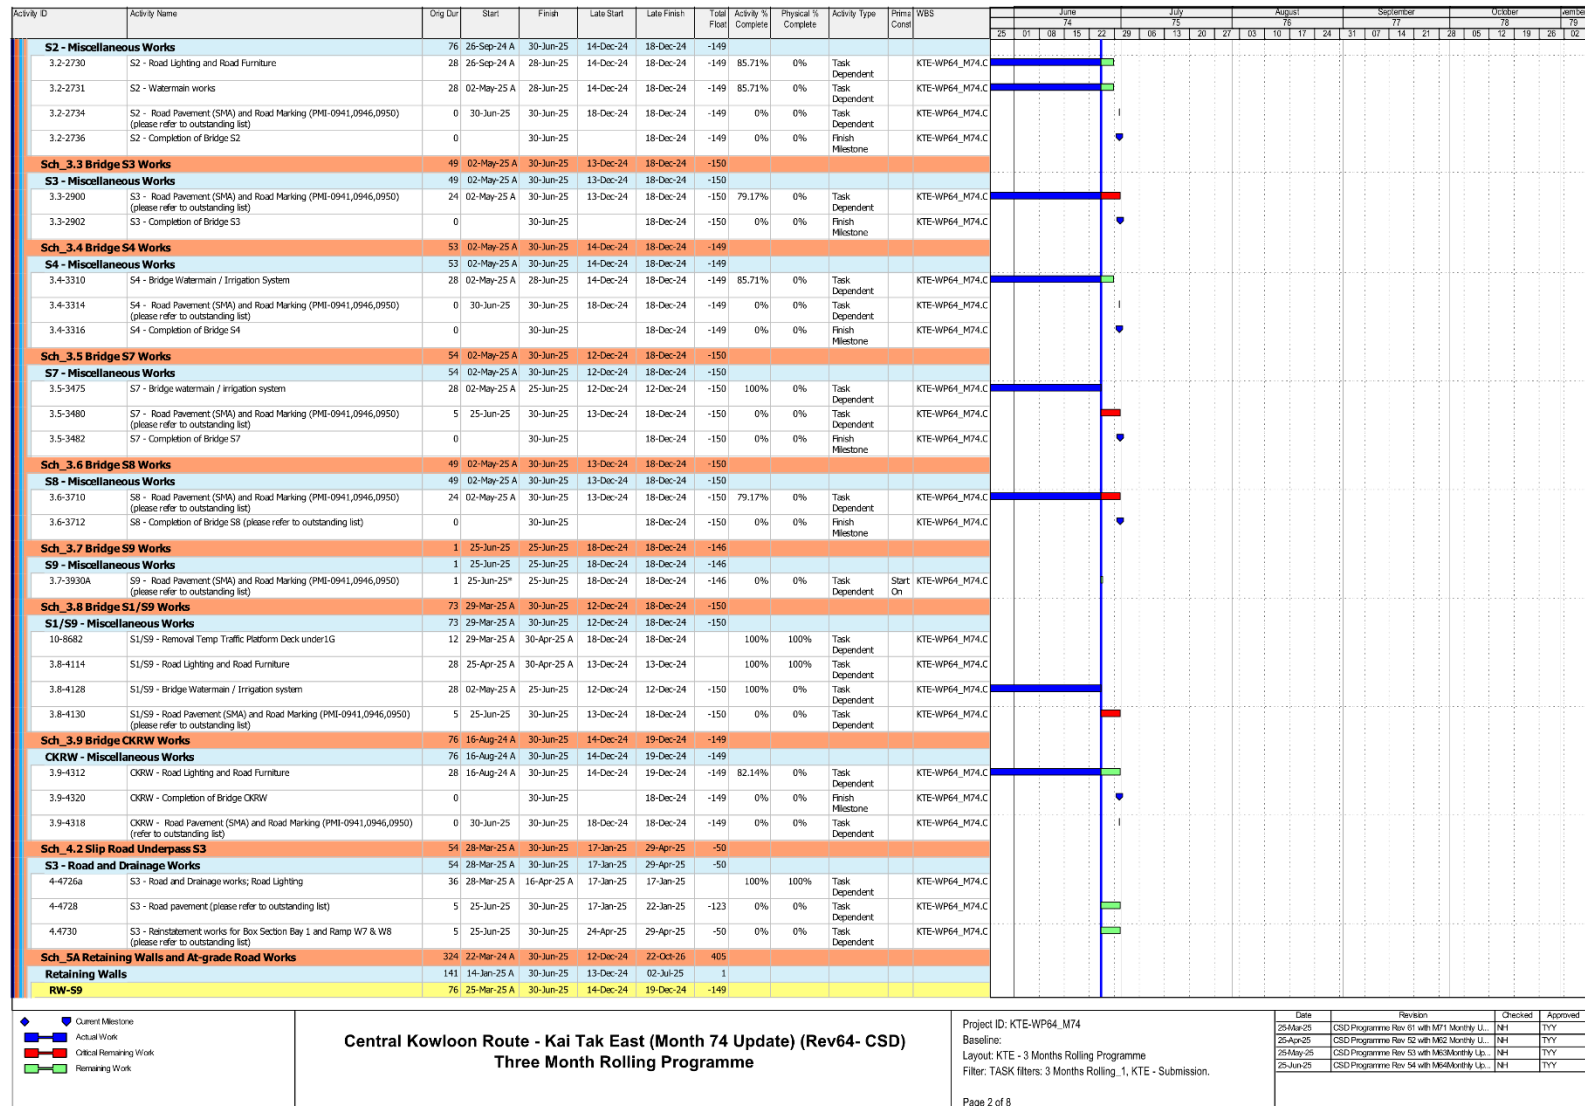 Activity ID Activity Name Orig Dur Start Finish Late Start Late Finish Total Float Activity % Complete Physical % Complete Activity Type Prima Const WBS June July August September October
74 75 76 77 78 79
25 01 08 15 22 29 06 13 20 27 03 10 17 24 31 07 14 21 28 05 12 19 26 02
S2 - Miscellaneous Works 76 26-Sep-24 A 30-Jun-25 14-Dec-24 18-Dec-24 -149
3.2-2730 S2 - Road Lighting and Road Furniture 28 26-Sep-24 A 28-Jun-25 14-Dec-24 18-Dec-24 -149 85.71% 0% Task Dependent KTE-WP64_M74.C
3.2-2731 S2 - Watermain works 28 02-May-25 A 28-Jun-25 14-Dec-24 18-Dec-24 -149 85.71% 0% Task Dependent KTE-WP64_M74.C
3.2-2734 S2 - Road Pavement (SMA) and Road Marking (PMI-0941,0946,0950) (please refer to outstanding list) 0 30-Jun-25 30-Jun-25 18-Dec-24 18-Dec-24 -149 0% 0% Task Dependent KTE-WP64_M74.C
3.2-2736 S2 - Completion of Bridge S2 0 30-Jun-25 18-Dec-24 -149 0% 0% Finish Milestone KTE-WP64_M74.C
Sch_3.3 Bridge S3 Works 49 02-May-25 A 30-Jun-25 13-Dec-24 18-Dec-24 -150
S3 - Miscellaneous Works 49 02-May-25 A 30-Jun-25 13-Dec-24 18-Dec-24 -150
3.3-2900 S3 - Road Pavement (SMA) and Road Marking (PMI-0941,0946,0950) (please refer to outstanding list) 24 02-May-25 A 30-Jun-25 13-Dec-24 18-Dec-24 -150 79.17% 0% Task Dependent KTE-WP64_M74.C
3.3-2902 S3 - Completion of Bridge S3 0 30-Jun-25 18-Dec-24 -150 0% 0% Finish Milestone KTE-WP64_M74.C
Sch_3.4 Bridge S4 Works 53 02-May-25 A 30-Jun-25 14-Dec-24 18-Dec-24 -149
S4 - Miscellaneous Works 53 02-May-25 A 30-Jun-25 14-Dec-24 18-Dec-24 -149
3.4-3310 S4 - Bridge Watermain / Irrigation System 28 02-May-25 A 28-Jun-25 14-Dec-24 18-Dec-24 -149 85.71% 0% Task Dependent KTE-WP64_M74.C
3.4-3314 S4 - Road Pavement (SMA) and Road Marking (PMI-0941,0946,0950) (please refer to outstanding list) 0 30-Jun-25 30-Jun-25 18-Dec-24 18-Dec-24 -149 0% 0% Task Dependent KTE-WP64_M74.C
3.4-3316 S4 - Completion of Bridge S4 0 30-Jun-25 18-Dec-24 -149 0% 0% Finish Milestone KTE-WP64_M74.C
Sch_3.5 Bridge S7 Works 54 02-May-25 A 30-Jun-25 12-Dec-24 18-Dec-24 -150
S7 - Miscellaneous Works 54 02-May-25 A 30-Jun-25 12-Dec-24 18-Dec-24 -150
3.5-3475 S7 - Bridge watermain / irrigation system 28 02-May-25 A 25-Jun-25 12-Dec-24 12-Dec-24 -150 100% 0% Task Dependent KTE-WP64_M74.C
3.5-3480 S7 - Road Pavement (SMA) and Road Marking (PMI-0941,0946,0950) (please refer to outstanding list) 5 25-Jun-25 30-Jun-25 13-Dec-24 18-Dec-24 -150 0% 0% Task Dependent KTE-WP64_M74.C
3.5-3482 S7 - Completion of Bridge S7 0 30-Jun-25 18-Dec-24 -150 0% 0% Finish Milestone KTE-WP64_M74.C
Sch_3.6 Bridge S8 Works 49 02-May-25 A 30-Jun-25 13-Dec-24 18-Dec-24 -150
S8 - Miscellaneous Works 49 02-May-25 A 30-Jun-25 13-Dec-24 18-Dec-24 -150
3.6-3710 S8 - Road Pavement (SMA) and Road Marking (PMI-0941,0946,0950) (please refer to outstanding list) 24 02-May-25 A 30-Jun-25 13-Dec-24 18-Dec-24 -150 79.17% 0% Task Dependent KTE-WP64_M74.C
3.6-3712 S8 - Completion of Bridge S8 (please refer to outstanding list) 0 30-Jun-25 18-Dec-24 -150 0% 0% Finish Milestone KTE-WP64_M74.C
Sch_3.7 Bridge S9 Works 1 25-Jun-25 25-Jun-25 18-Dec-24 18-Dec-24 -146
S9 - Miscellaneous Works 1 25-Jun-25 25-Jun-25 18-Dec-24 18-Dec-24 -146
3.7-3930A S9 - Road Pavement (SMA) and Road Marking (PMI-0941,0946,0950) (please refer to outstanding list) 1 25-Jun-25* 25-Jun-25 18-Dec-24 18-Dec-24 -146 0% 0% Task Dependent Start On KTE-WP64_M74.C
Sch_3.8 Bridge S1/S9 Works 73 29-Mar-25 A 30-Jun-25 12-Dec-24 18-Dec-24 -150
S1/S9 - Miscellaneous Works 73 29-Mar-25 A 30-Jun-25 12-Dec-24 18-Dec-24 -150
10-8682 S1/S9 - Removal Temp Traffic Platform Deck under1G 12 29-Mar-25 A 30-Apr-25 A 18-Dec-24 18-Dec-24 100% 100% Task Dependent KTE-WP64_M74.C
3.8-4114 S1/S9 - Road Lighting and Road Furniture 28 25-Apr-25 A 30-Apr-25 A 13-Dec-24 13-Dec-24 100% 100% Task Dependent KTE-WP64_M74.C
3.8-4128 S1/S9 - Bridge Watermain / Irrigation system 28 02-May-25 A 25-Jun-25 12-Dec-24 12-Dec-24 -150 100% 0% Task Dependent KTE-WP64_M74.C
3.8-4130 S1/S9 - Road Pavement (SMA) and Road Marking (PMI-0941,0946,0950) (please refer to outstanding list) 5 25-Jun-25 30-Jun-25 13-Dec-24 18-Dec-24 -150 0% 0% Task Dependent KTE-WP64_M74.C
Sch_3.9 Bridge CKRW Works 76 16-Aug-24 A 30-Jun-25 14-Dec-24 19-Dec-24 -149
CKRW - Miscellaneous Works 76 16-Aug-24 A 30-Jun-25 14-Dec-24 19-Dec-24 -149
3.9-4312 CKRW - Road Lighting and Road Furniture 28 16-Aug-24 A 30-Jun-25 14-Dec-24 19-Dec-24 -149 82.14% 0% Task Dependent KTE-WP64_M74.C
3.9-4320 CKRW - Completion of Bridge CKRW 0 30-Jun-25 18-Dec-24 -149 0% 0% Finish Milestone KTE-WP64_M74.C
3.9-4318 CKRW - Road Pavement (SMA) and Road Marking (PMI-0941,0946,0950) (refer to outstanding list) 0 30-Jun-25 30-Jun-25 18-Dec-24 18-Dec-24 -149 0% 0% Task Dependent KTE-WP64_M74.C
Sch_4.2 Slip Road Underpass S3 54 28-Mar-25 A 30-Jun-25 17-Jan-25 29-Apr-25 -50
S3 - Road and Drainage Works 54 28-Mar-25 A 30-Jun-25 17-Jan-25 29-Apr-25 -50
4-4726a S3 - Road and Drainage works; Road Lighting 36 28-Mar-25 A 16-Apr-25 A 17-Jan-25 17-Jan-25 100% 100% Task Dependent KTE-WP64_M74.C
4-4728 S3 - Road pavement (please refer to outstanding list) 5 25-Jun-25 30-Jun-25 17-Jan-25 22-Jan-25 -123 0% 0% Task Dependent KTE-WP64_M74.C
4.4730 S3 - Reinstatement works for Box Section Bay 1 and Ramp W7 & W8 (please refer to outstanding list) 5 25-Jun-25 30-Jun-25 24-Apr-25 29-Apr-25 -50 0% 0% Task Dependent KTE-WP64_M74.C
Sch_5A Retaining Walls and At-grade Road Works 324 22-Mar-24 A 30-Jun-25 12-Dec-24 22-Oct-26 405
Retaining Walls 141 14-Jan-25 A 30-Jun-25 13-Dec-24 02-Jul-25 1
RW-S9 76 25-Mar-25 A 30-Jun-25 14-Dec-24 19-Dec-24 -149
Current Milestone
Actual Work
Critical Remaining Work
Remaining Work
Central Kowloon Route - Kai Tak East (Month 74 Update) (Rev64- CSD)
Three Month Rolling Programme
Project ID: KTE-WP64_M74
Baseline:
Layout: KTE - 3 Months Rolling Programme
Filter: TASK filters: 3 Months Rolling_1, KTE - Submission.
Page 2 of 8
Date Revision Checked Approved
25-Mar-25 CSD Programme Rev 61 with M71 Monthly U... NH TYY
25-Apr-25 CSD Programme Rev 52 with M62 Monthly U... NH TYY
25-May-25 CSD Programme Rev 53 with M63Monthly Up... NH TYY
25-Jun-25 CSD Programme Rev 54 with M64Monthly Up... NH TYY